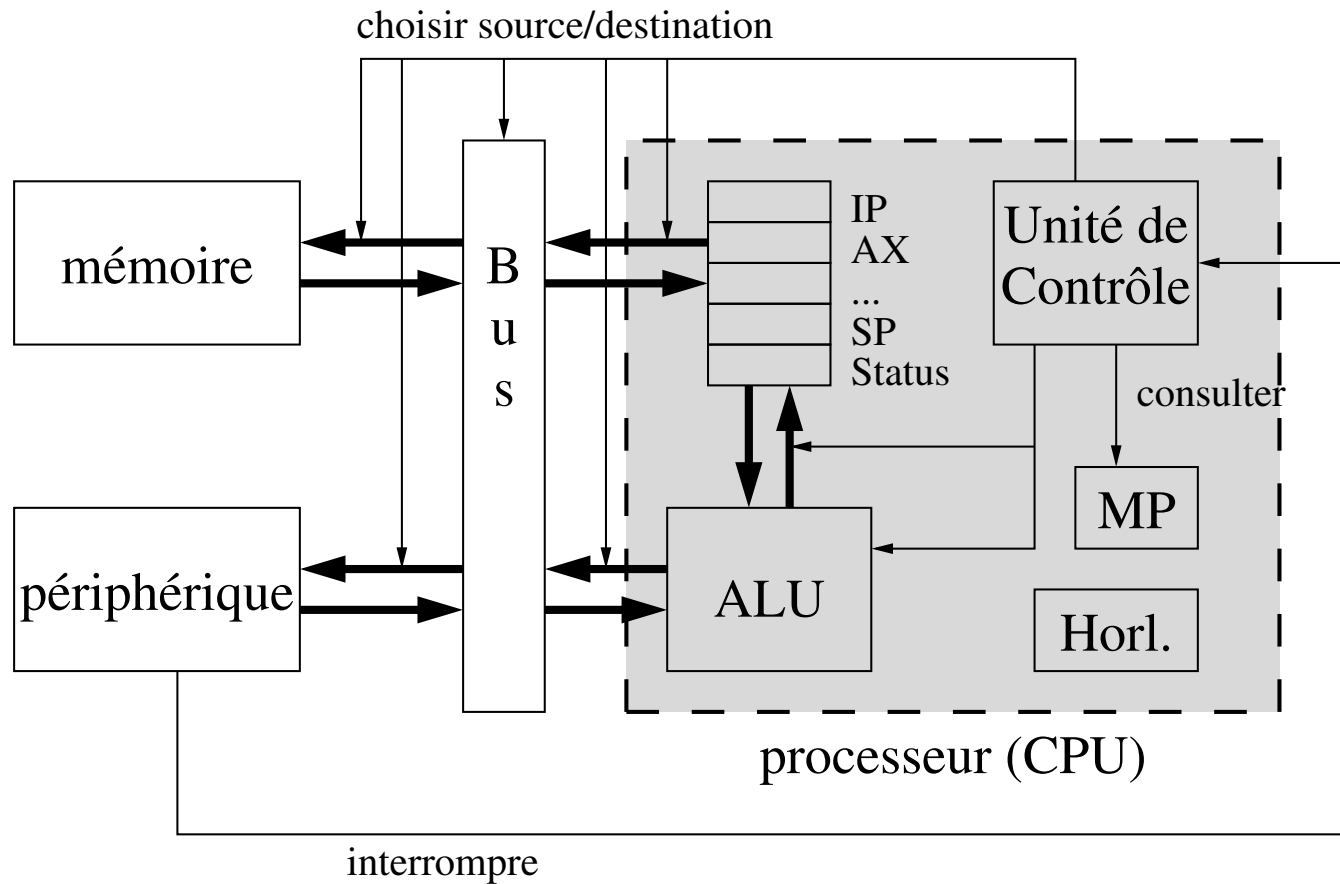 choisir source/destination
mémoire
B
u
s
IP
AX
...
SP
Status
Unité de
Contrôle
consulter
MP
périphérique
ALU
Horl.
processeur (CPU)
interrompre